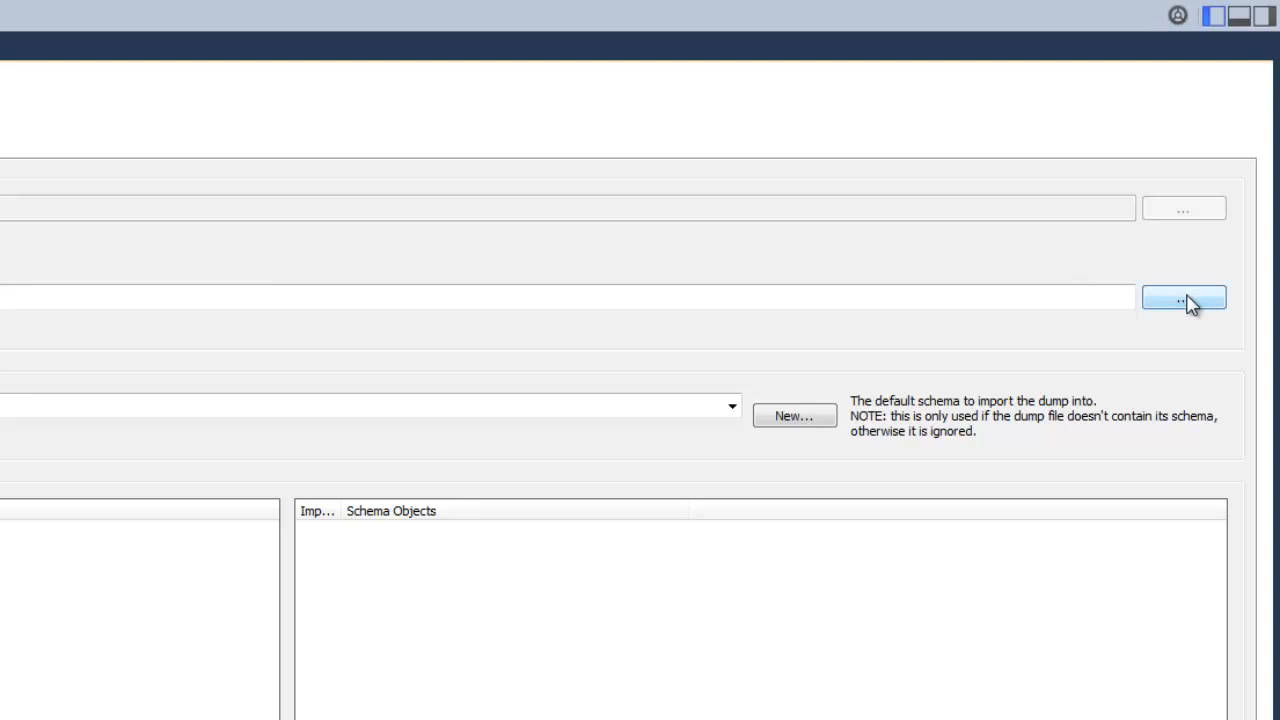 ...
...
New...
The default schema to import the dump into.
NOTE: this is only used if the dump file doesn't contain its schema,
otherwise it is ignored.
Imp... Schema Objects